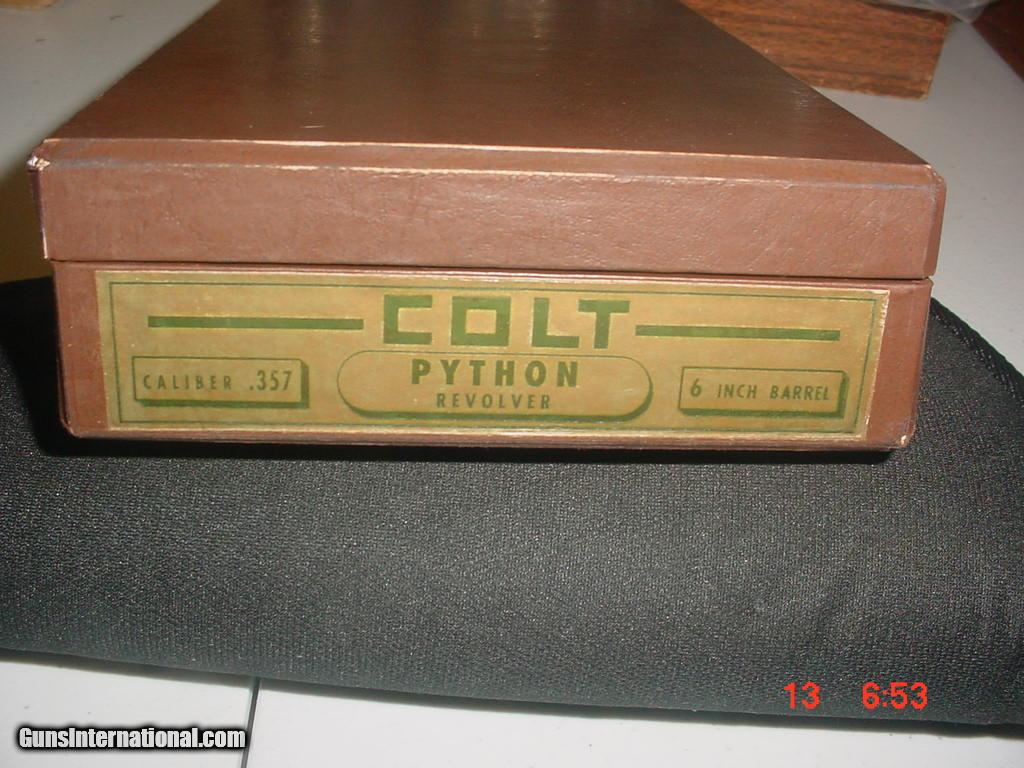 COLT
PYTHON
REVOLVER
CALIBER .357
6 INCH BARREL
13 6:53
GunsInternational.com